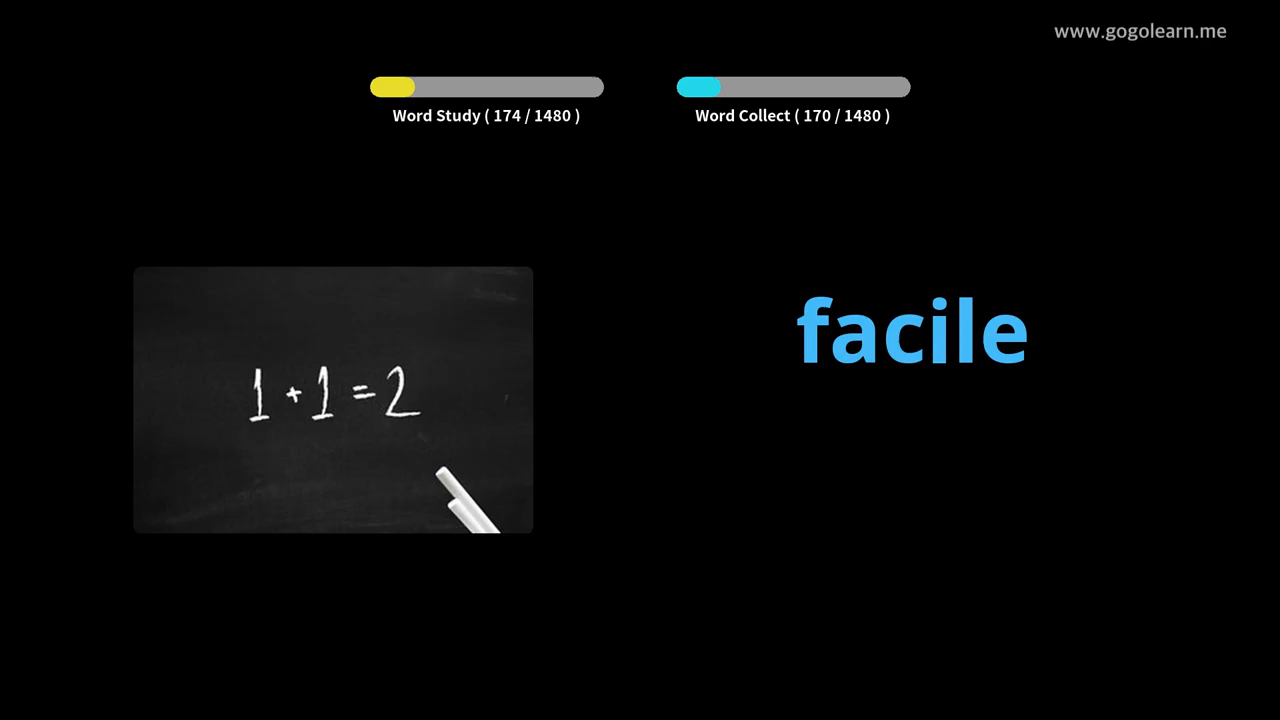 www.gogolearn.me
Word Study ( 174 / 1480 )
Word Collect ( 170 / 1480 )
1 + 1 = 2
facile